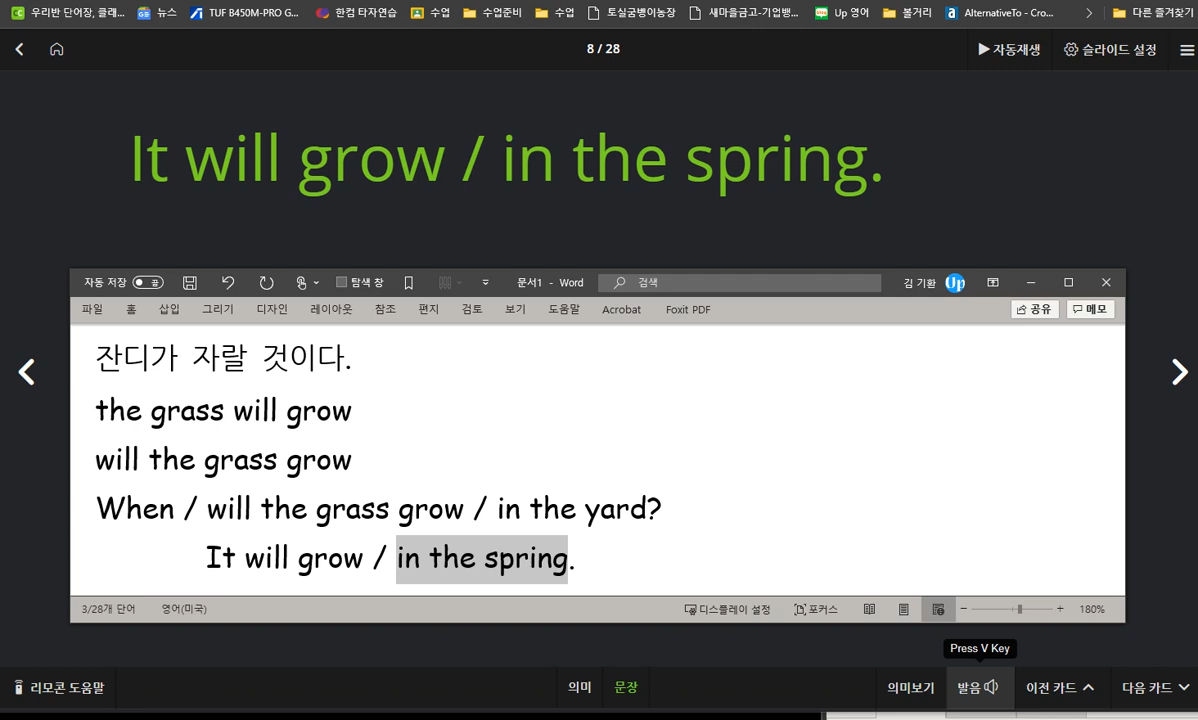 우리반 단어장, 클래... 뉴스 TUF B450M-PRO G... 한컴 타자연습 수업 수업준비 수업 토실굼벵이농장 새마을금고-기업뱅... Up 영어 볼거리 AlternativeTo - Cro... 다른 즐겨찾기
8 / 28 자동재생 슬라이드 설정
It will grow / in the spring.
자동 저장 끔 탐색 창 문서1 - Word 검색 김 기환 Up
파일 홈 삽입 그리기 디자인 레이아웃 참조 편지 검토 보기 도움말 Acrobat Foxit PDF 공유 메모
잔디가 자랄 것이다.
the grass will grow
will the grass grow
When / will the grass grow / in the yard?
It will grow / in the spring.
3/28개 단어 영어(미국) 디스플레이 설정 포커스 180%
Press V Key
리모콘 도움말 의미 문장 의미보기 발음 이전 카드 다음 카드